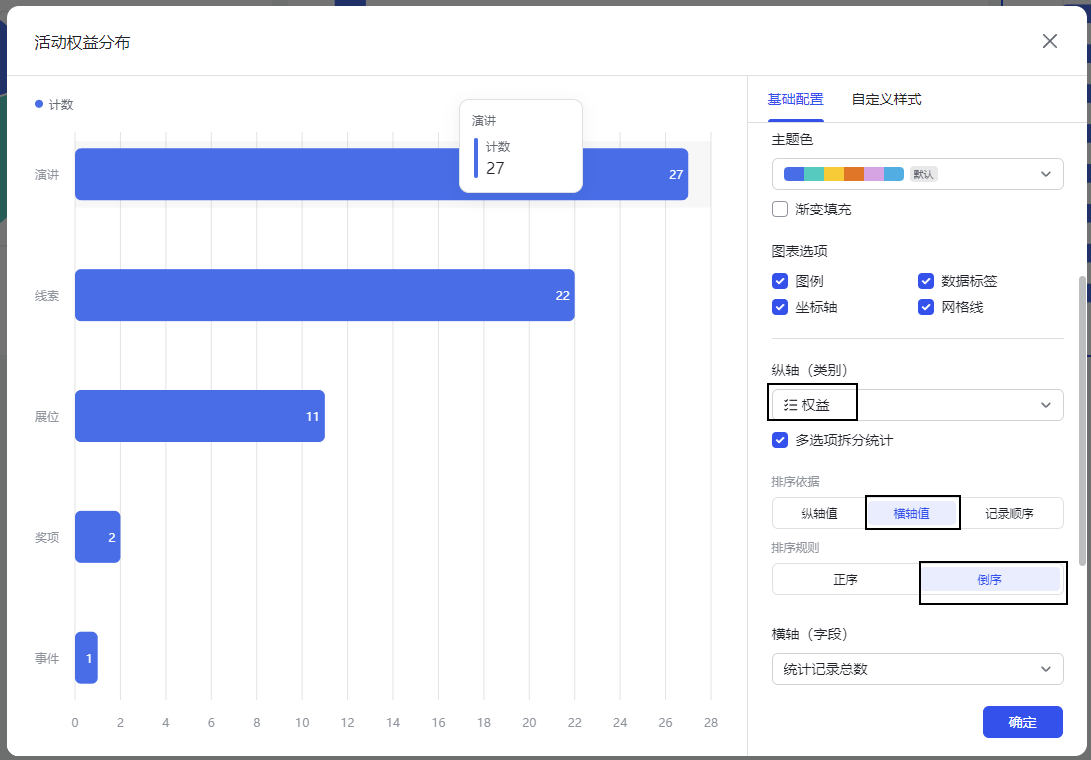 活动权益分布
计数
演讲
计数
27
演讲
27
线索
22
展位
11
奖项
2
事件
1
0 2 4 6 8 10 12 14 16 18 20 22 24 26 28
基础配置 自定义样式
主题色
默认
渐变填充
图表选项
图例 数据标签
坐标轴 网格线
纵轴（类别）
权益
多选项拆分统计
排序依据
纵轴值 横轴值 记录顺序
排序规则
正序 倒序
横轴（字段）
统计记录总数
确定